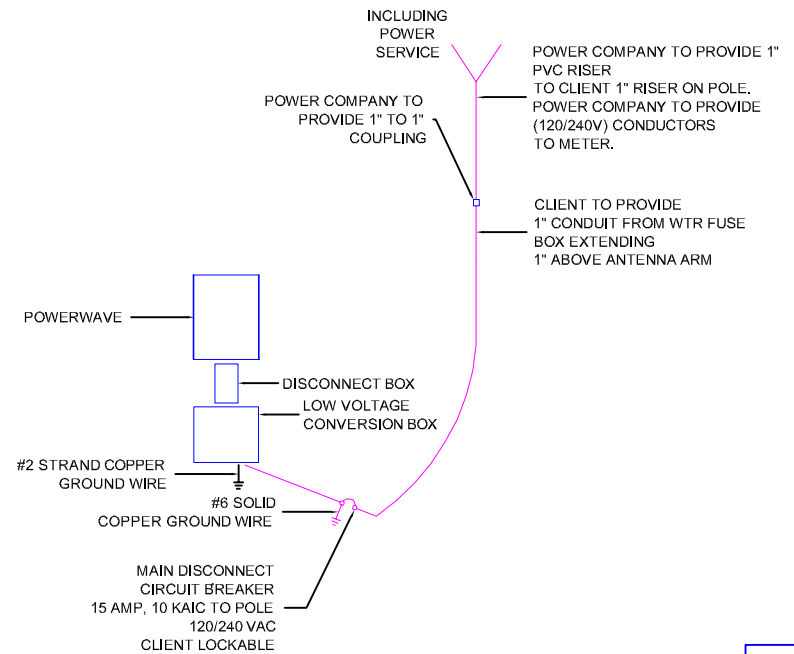 INCLUDING
POWER
SERVICE
POWER COMPANY TO PROVIDE 1"
PVC RISER
TO CLIENT 1" RISER ON POLE.
POWER COMPANY TO PROVIDE
(120/240V) CONDUCTORS
TO METER.
POWER COMPANY TO
PROVIDE 1" TO 1"
COUPLING
CLIENT TO PROVIDE
1" CONDUIT FROM WTR FUSE
BOX EXTENDING
1" ABOVE ANTENNA ARM
POWERWAVE
DISCONNECT BOX
LOW VOLTAGE
CONVERSION BOX
#2 STRAND COPPER
GROUND WIRE
#6 SOLID
COPPER GROUND WIRE
MAIN DISCONNECT
CIRCUIT BREAKER
15 AMP, 10 KAIC TO POLE
120/240 VAC
CLIENT LOCKABLE